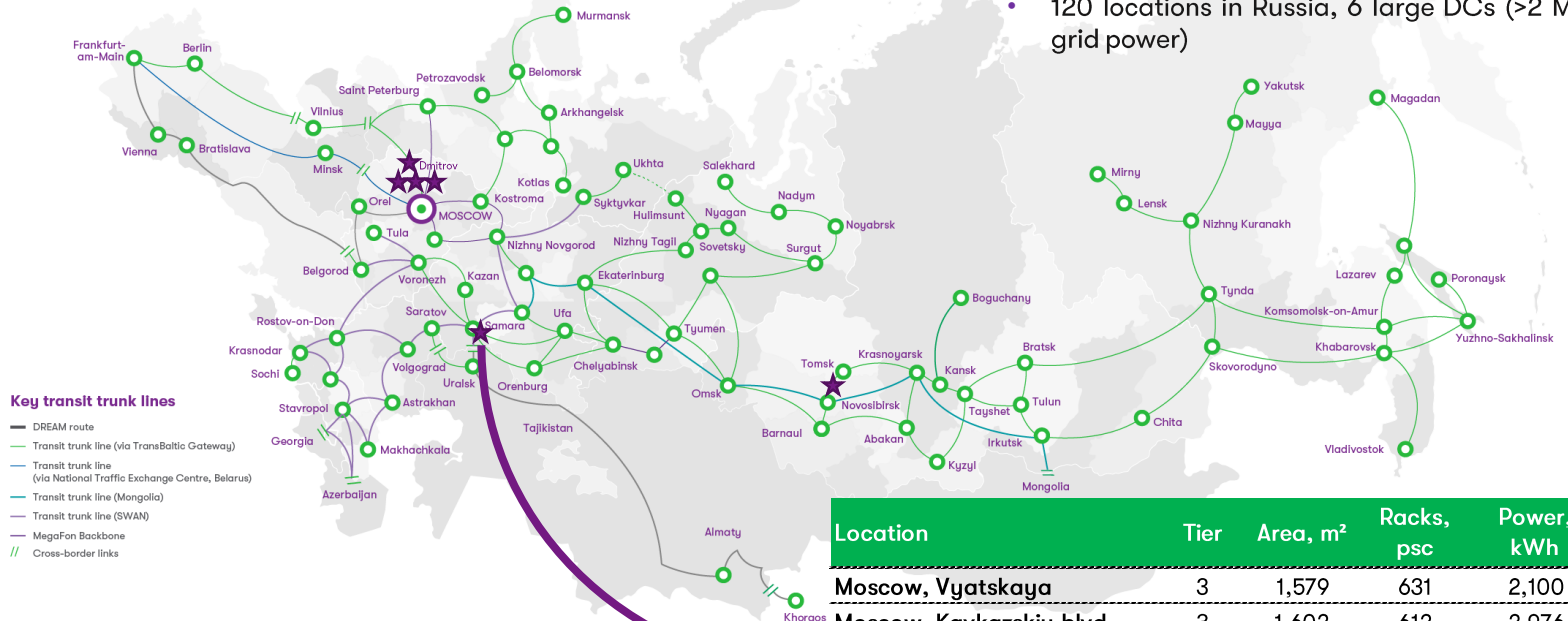 120 locations in Russia, 6 large DCs (>2 M
grid power)
Murmansk
Frankfurt-
am-Main
Berlin
Belomorsk
Petrozavodsk
Saint Peterburg
Yakutsk
Magadan
Vilnius
Arkhangelsk
Mayya
Vienna
Bratislava
Minsk
Dmitrov
Ukhta
Salekhard
Mirny
Kotlas
Orel
Kostroma
Syktyvkar
Nadym
Lensk
MOSCOW
Hulimsunt
Nyagan
Noyabrsk
Nizhny Kuranakh
Tula
Nizhny Novgorod
Nizhny Tagil
Sovetsky
Surgut
Belgorod
Voronezh
Kazan
Ekaterinburg
Lazarev
Poronaysk
Tynda
Boguchany
Saratov
Ufa
Komsomolsk-on-Amur
Rostov-on-Don
Samara
Tyumen
Yuzhno-Sakhalinsk
Krasnodar
Bratsk
Khabarovsk
Sochi
Volgograd
Chelyabinsk
Tomsk
Krasnoyarsk
Kansk
Skovorodyno
Uralsk
Orenburg
Omsk
Key transit trunk lines
Stavropol
Astrakhan
Novosibirsk
Tayshet
Tulun
DREAM route
Tajikistan
Barnaul
Abakan
Irkutsk
Chita
Georgia
Transit trunk line (via TransBaltic Gateway)
Makhachkala
Vladivostok
Transit trunk line
(via National Traffic Exchange Centre, Belarus)
Kyzyl
Mongolia
Azerbaijan
Transit trunk line (Mongolia)
Transit trunk line (SWAN)
MegaFon Backbone
Cross-border links
Almaty
Khorgos
Location Tier Area, m² Racks, psc Power, kWh
Moscow, Vyatskaya 3 1,579 631 2,100